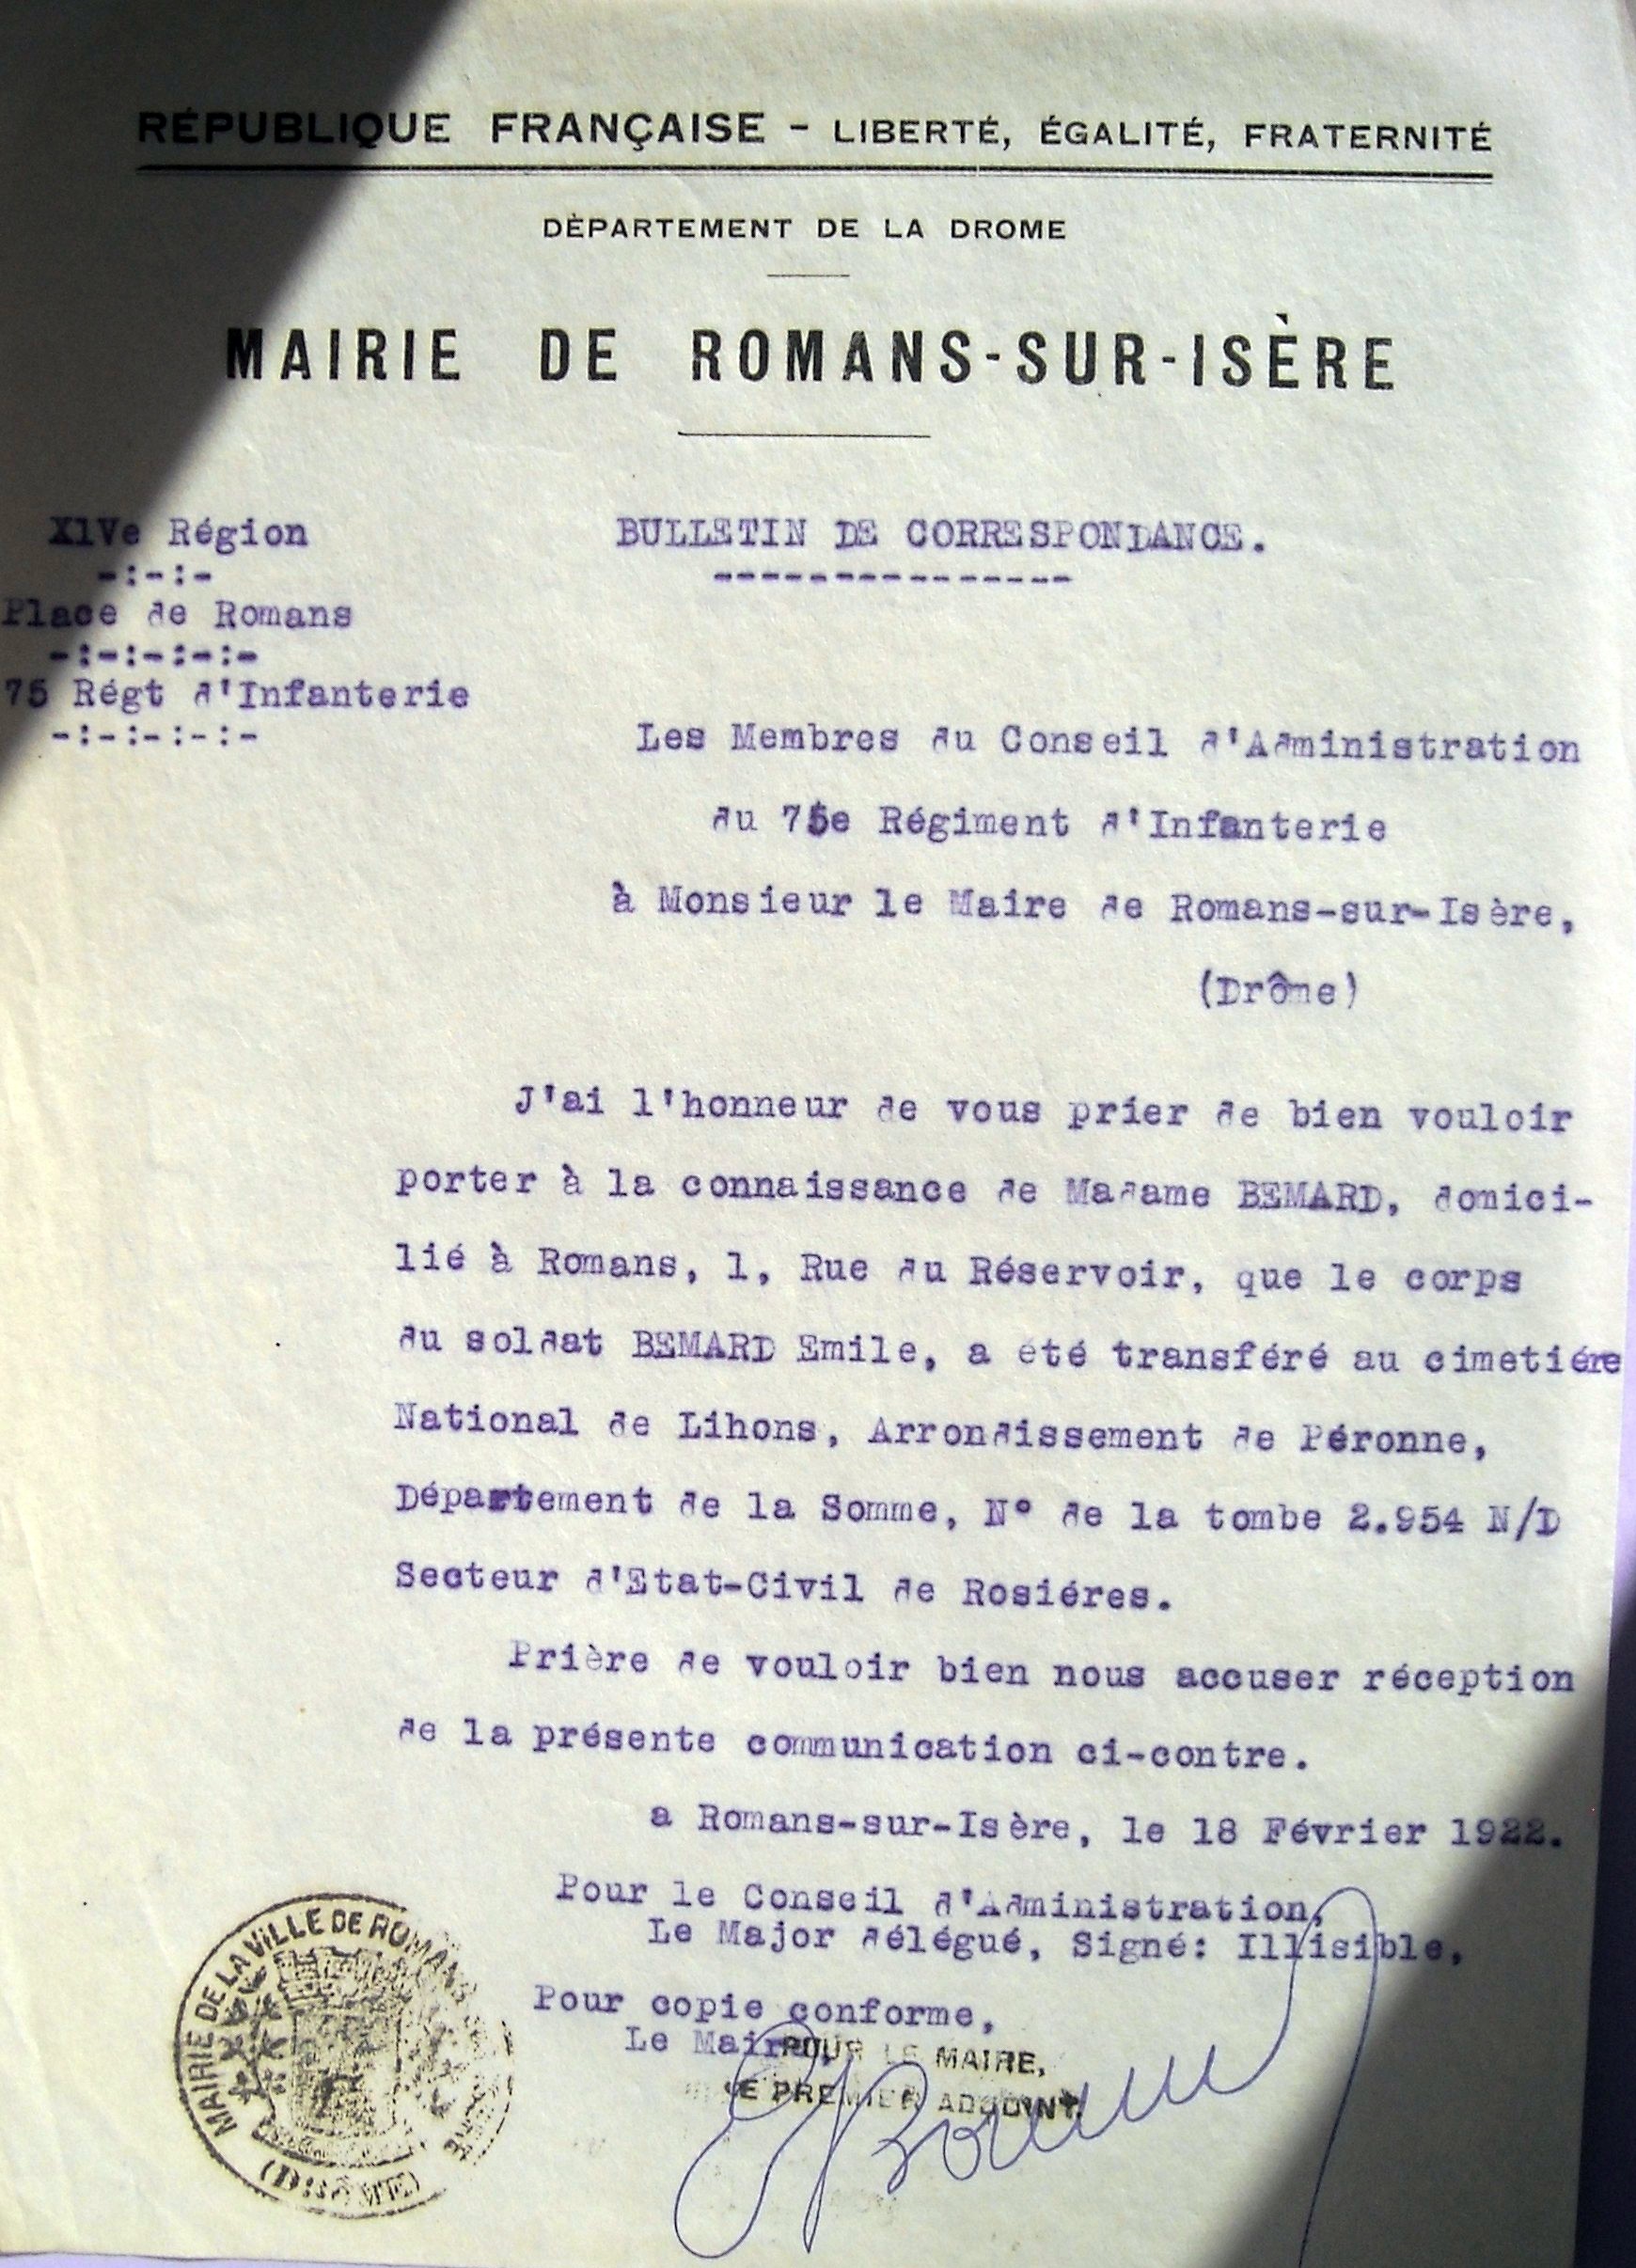 RÉPUBLIQUE FRANÇAISE - LIBERTÉ, ÉGALITÉ, FRATERNITÉ
DÈPARTEMENT DE LA DROME
MAIRIE DE ROMANS-SUR-ISÈRE
XlVe Région
-:-:-
Place de Romans
-:-:-:-:-
75 Régt d'Infanterie
-:-:-:-:-
BULLETIN DE CORRESPONDANCE.
---------------
Les Membres du Conseil d'Administration
du 75e Régiment d'Infanterie
à Monsieur le Maire de Romans-sur-Isère,
(Drôme)
J'ai l'honneur de vous prier de bien vouloir
porter à la connaissance de Madame BEMARD, domici-
lié à Romans, 1, Rue du Réservoir, que le corps
du soldat BEMARD Emile, a été transféré au cimetiére
National de Lihons, Arrondissement de Péronne,
Département de la Somme, N° de la tombe 2.954 N/D
Secteur d'Etat-Civil de Rosiéres.
Prière de vouloir bien nous accuser réception
de la présente communication ci-contre.
a Romans-sur-Isère, le 18 Février 1922.
Pour le Conseil d'Administration,
Le Major délégué, Signé: Illisible,
Pour copie conforme,
Le Maire,
POUR LE MAIRE,
LE PREMIER ADJOINT
MAIRIE DE LA VILLE DE ROMANS
(DRÔME)